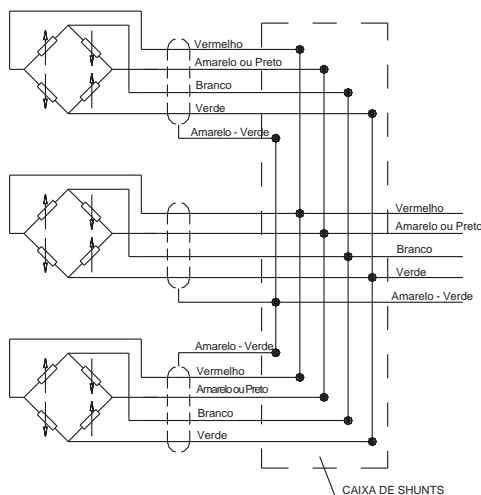 Vermelho
Amarelo ou Preto
Branco
Verde
Amarelo - Verde
Vermelho
Amarelo ou Preto
Branco
Verde
Amarelo - Verde
Amarelo - Verde
Vermelho
Amarelo ou Preto
Branco
Verde
CAIXA DE SHUNTS